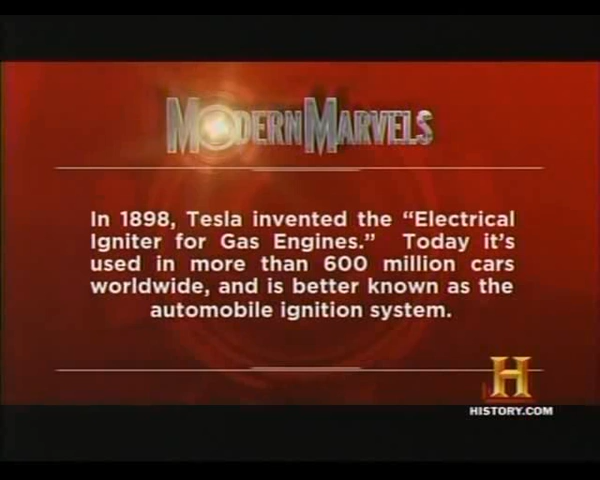 MODERN MARVELS
In 1898, Tesla invented the “Electrical
Igniter for Gas Engines.” Today it’s
used in more than 600 million cars
worldwide, and is better known as the
automobile ignition system.
H
HISTORY.COM